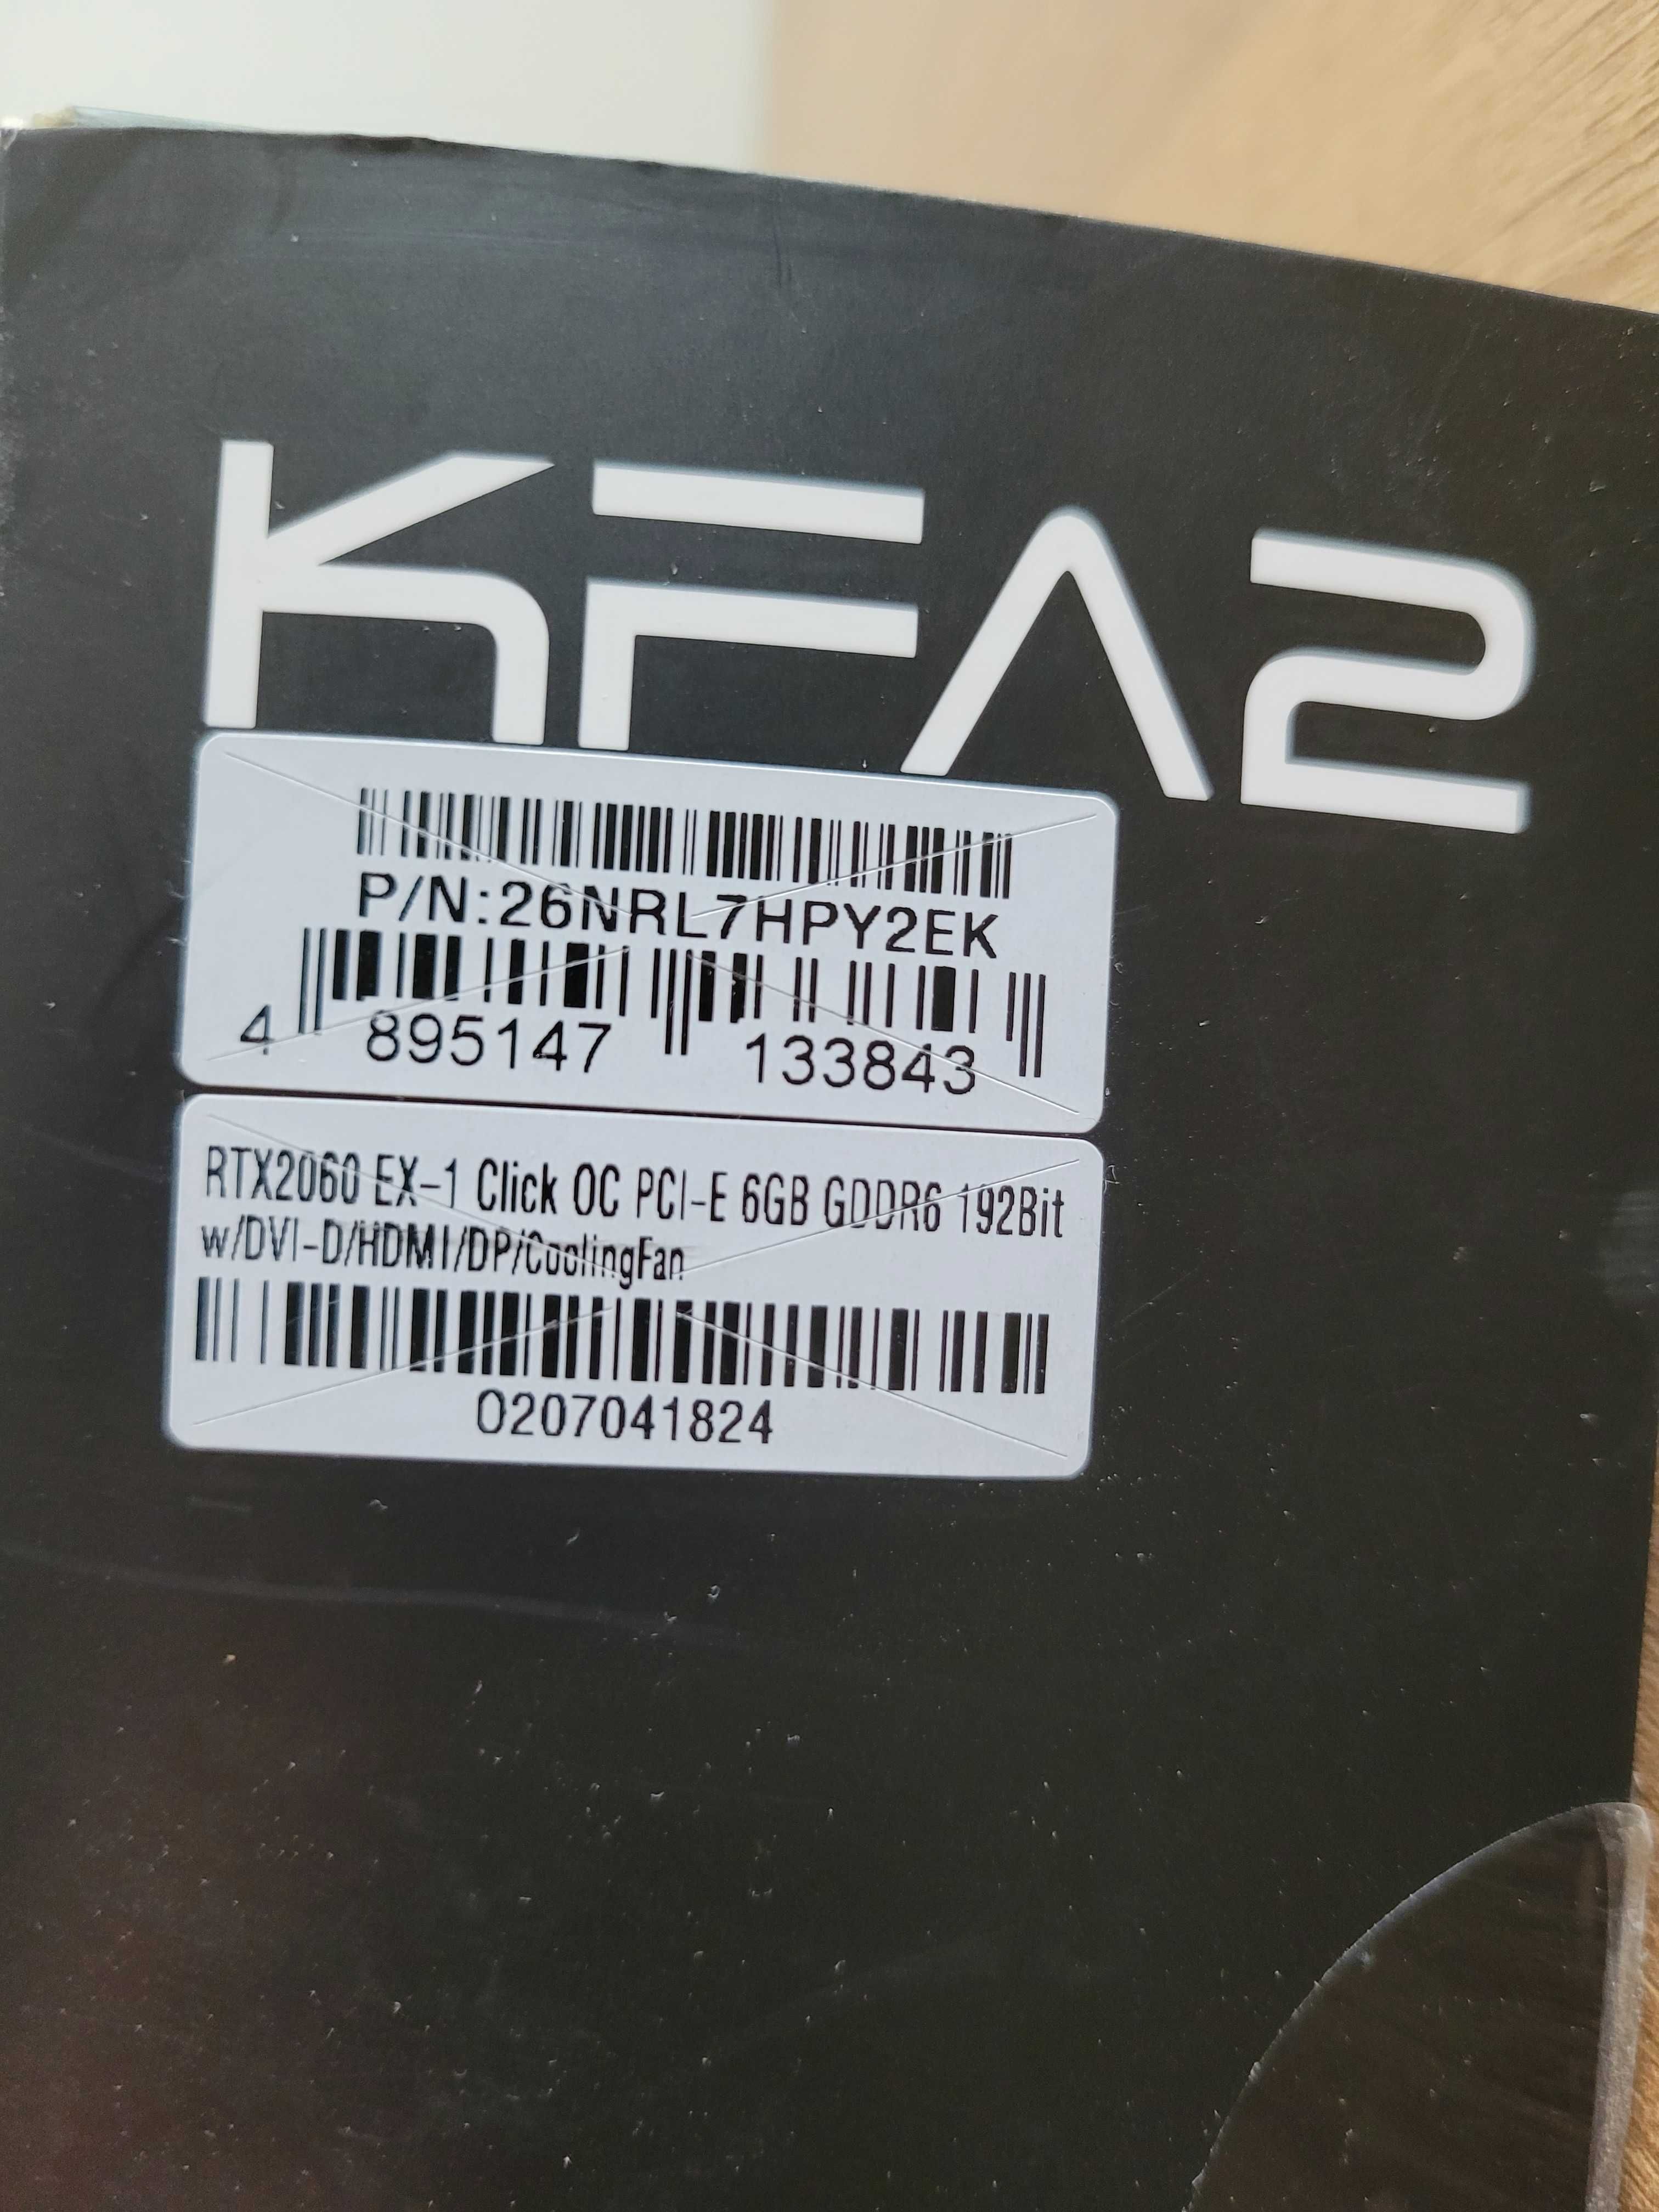 KFA2
P/N:26NRL7HPY2EK
4 895147 133843
RTX2060 EX-1 Click OC PCI-E 6GB GDDR6 192Bit
w/DVI-D/HDMI/DP/CoolingFan
0207041824